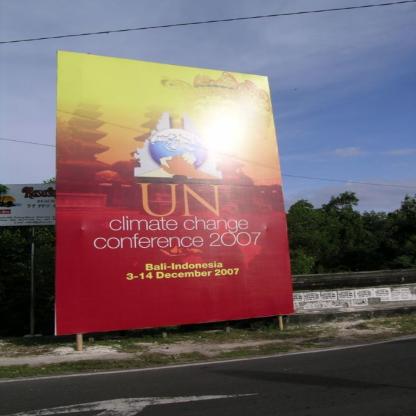 UN
climate change
conference 2007
Bali-Indonesia
3-14 December 2007